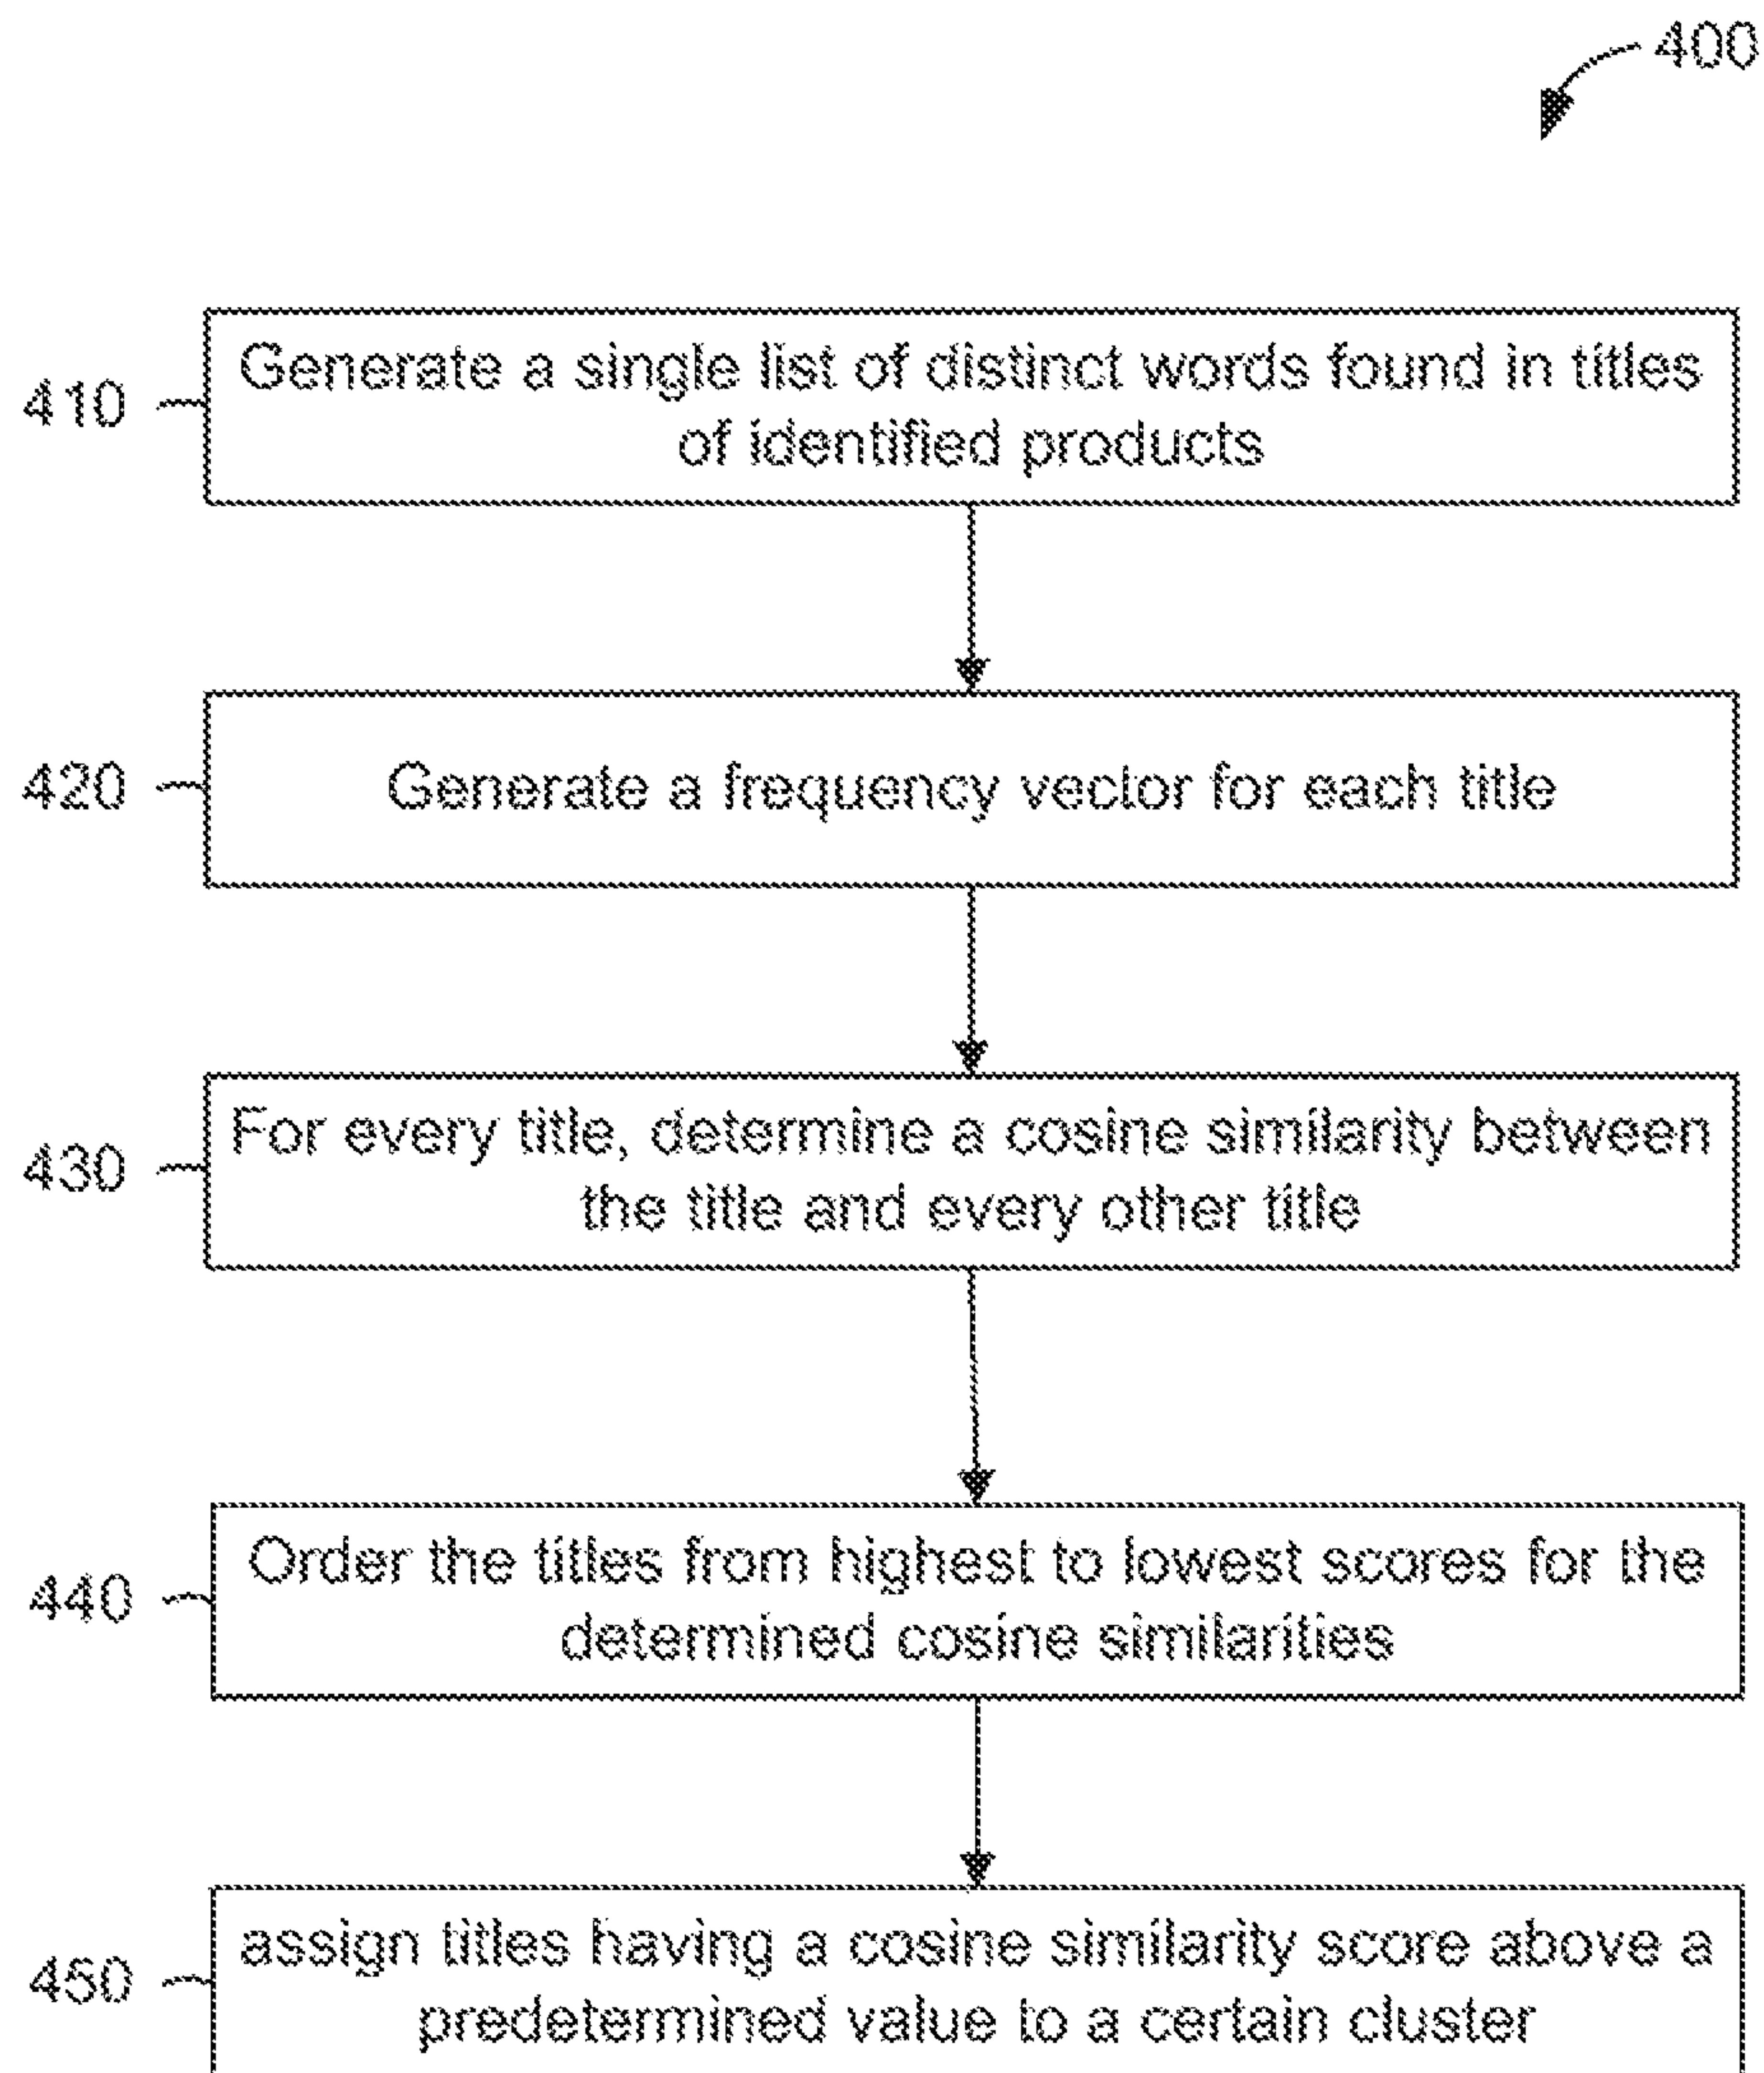 400
410
Generate a single list of distinct words found in titles
of identified products
420
Generate a frequency vector for each title
430
For every title, determine a cosine similarity between
the title and every other title
440
Order the titles from highest to lowest scores for the
determined cosine similarities
450
assign titles having a cosine similarity score above a
predetermined value to a certain cluster